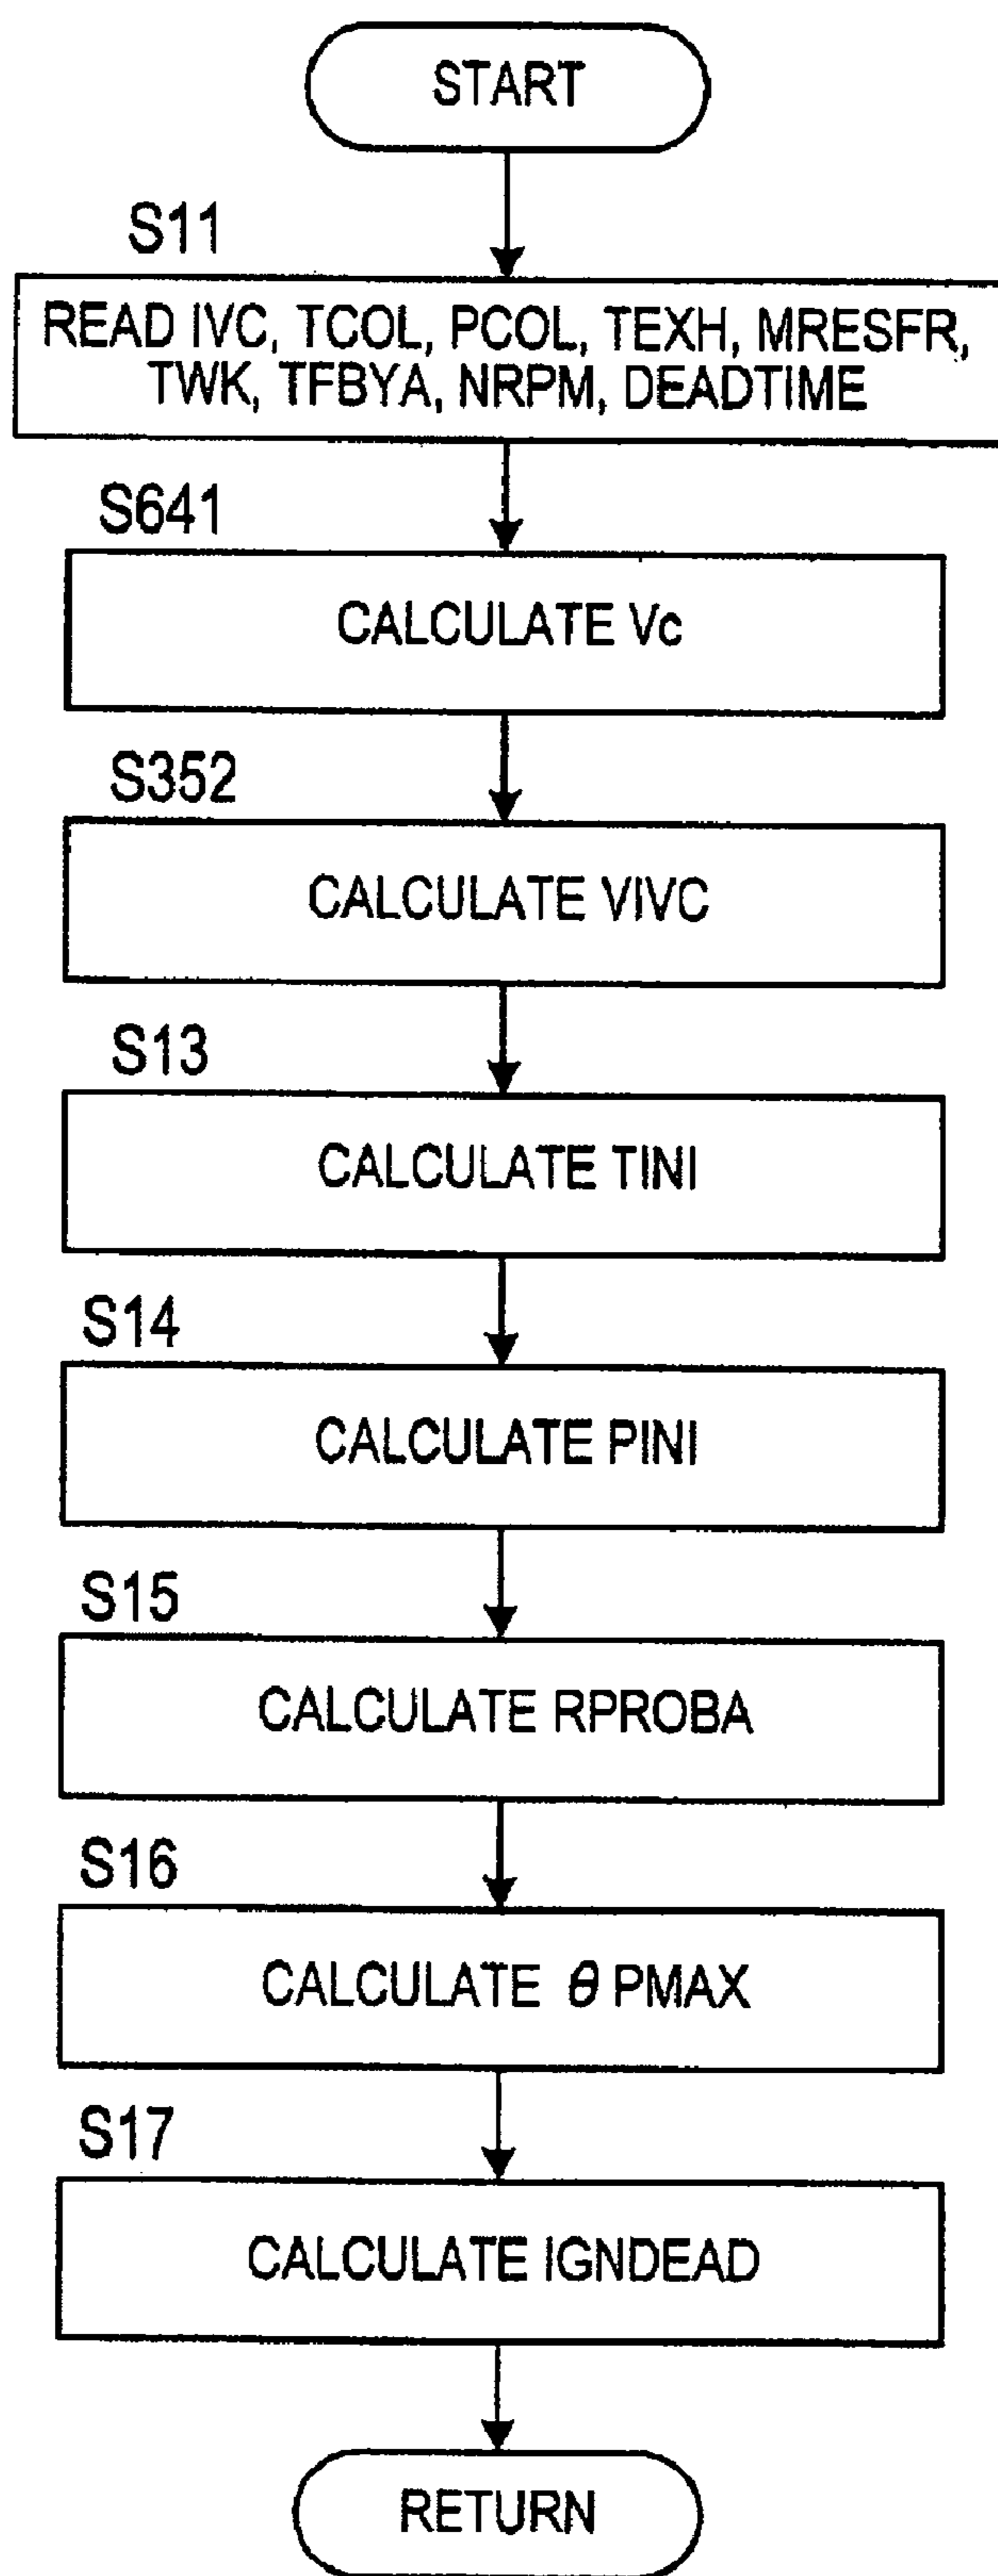 START
S11
READ IVC, TCOL, PCOL, TEXH, MRESFR,
TWK, TFBYA, NRPM, DEADTIME
S641
CALCULATE Vc
S352
CALCULATE VIVC
S13
CALCULATE TINI
S14
CALCULATE PINI
S15
CALCULATE RPROBA
S16
CALCULATE θ PMAX
S17
CALCULATE IGNDEAD
RETURN